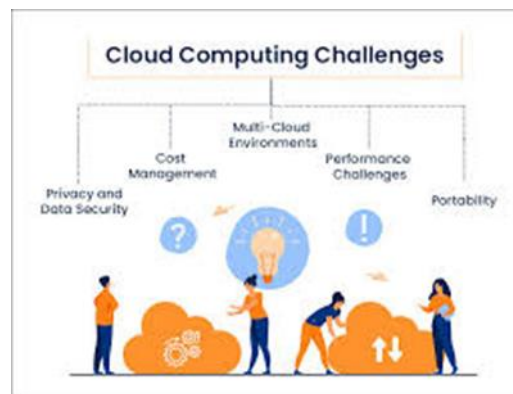 Cloud Computing Challenges
Multi-Cloud
Environments
Cost
Management
Performance
Challenges
Privacy and
Data Security
Portability
?
!